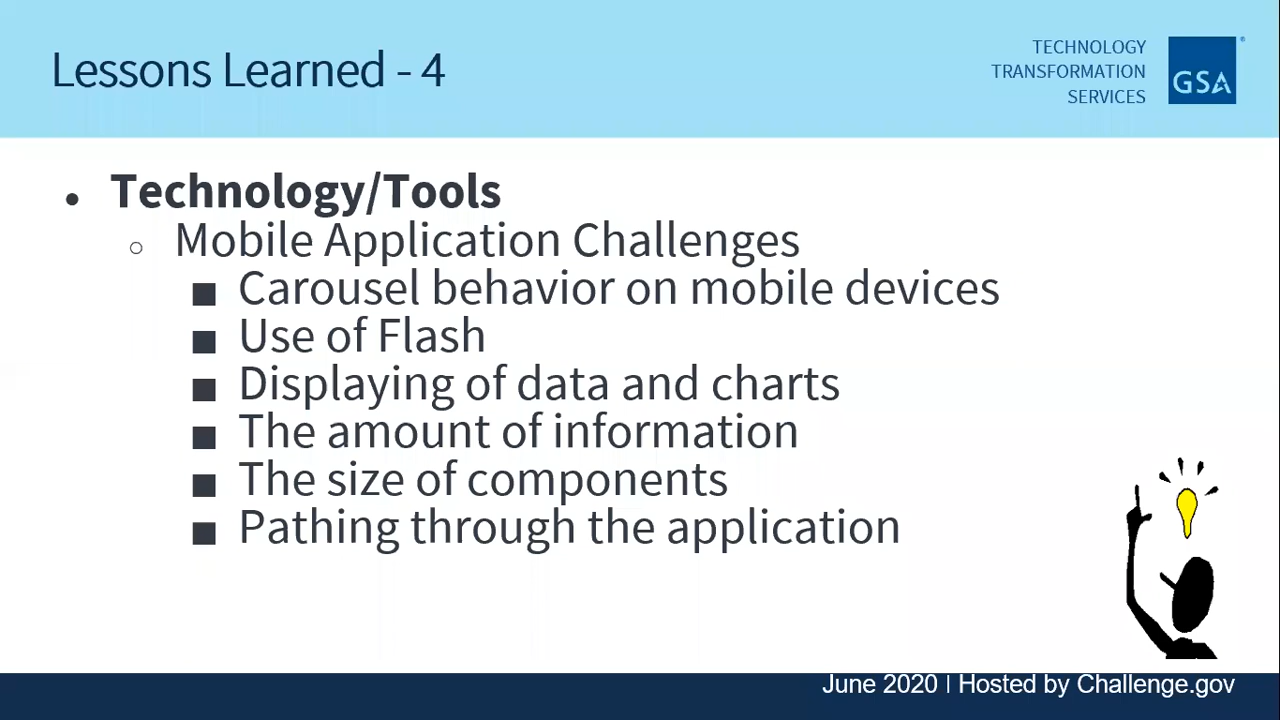 Lessons Learned - 4
TECHNOLOGY
TRANSFORMATION
SERVICES
GSA
®
• Technology/Tools
○ Mobile Application Challenges
■ Carousel behavior on mobile devices
■ Use of Flash
■ Displaying of data and charts
■ The amount of information
■ The size of components
■ Pathing through the application
June 2020 | Hosted by Challenge.gov